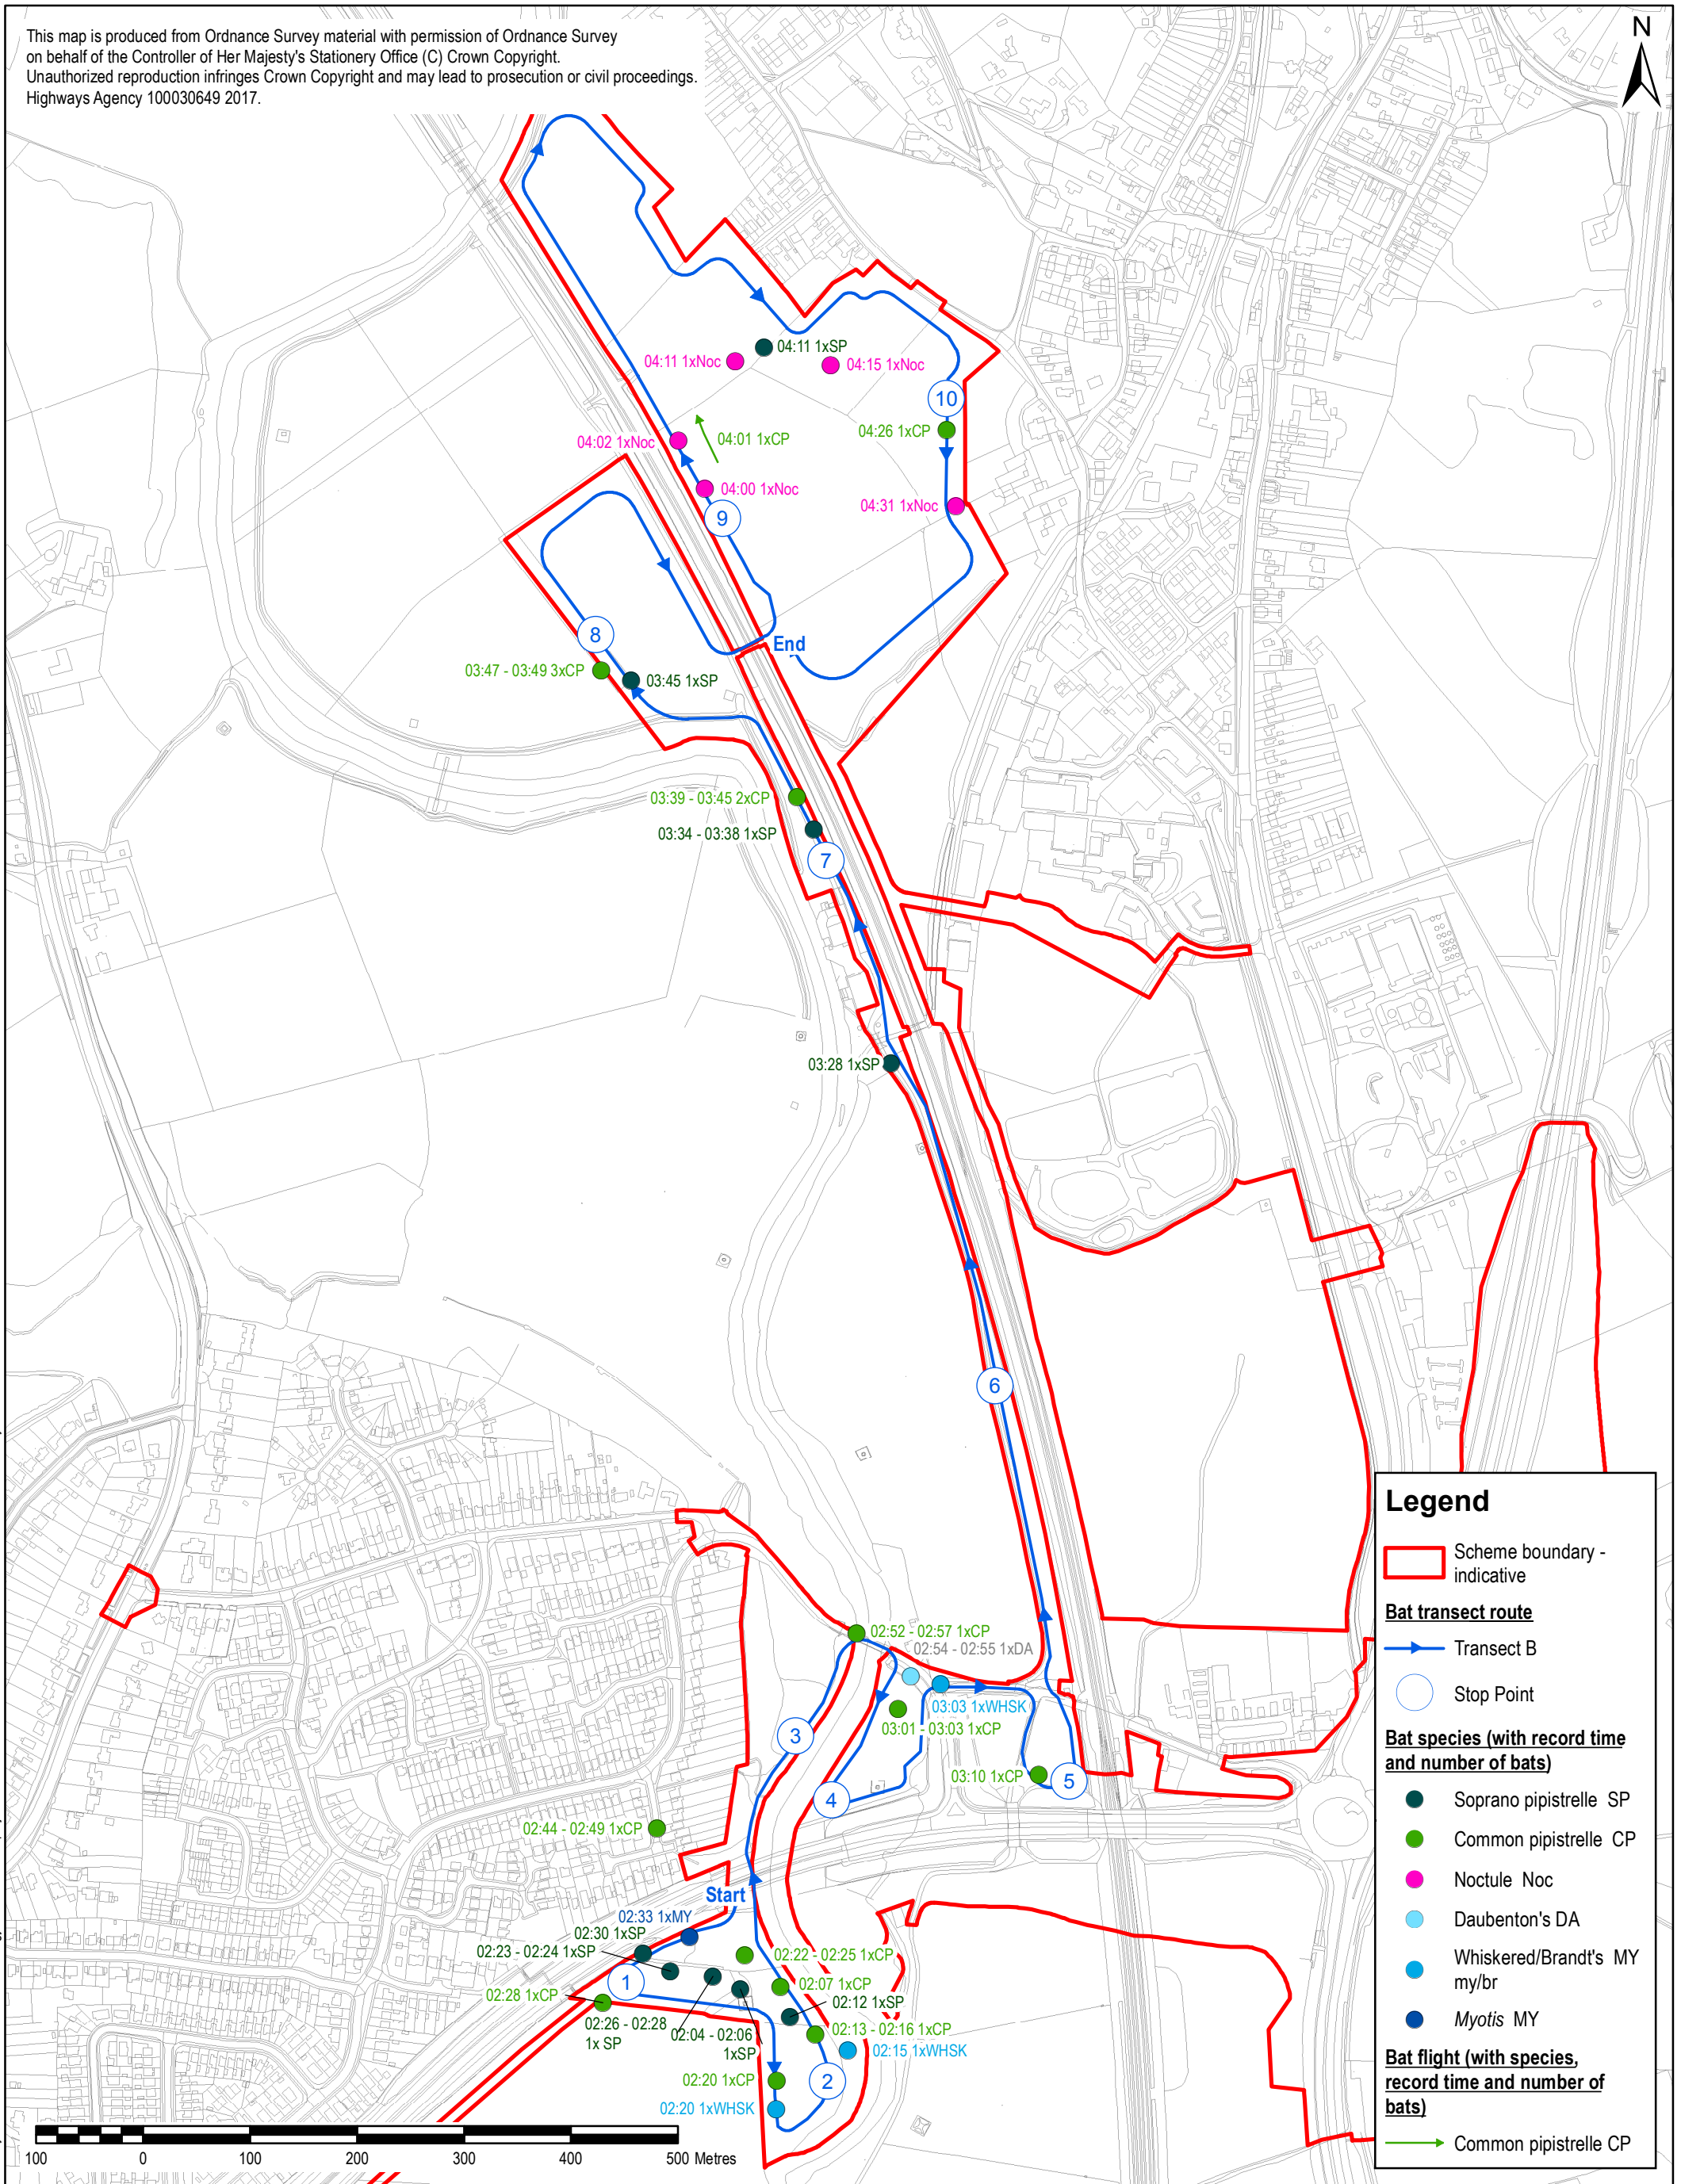 This map is produced from Ordnance Survey material with permission of Ordnance Survey
on behalf of the Controller of Her Majesty's Stationery Office (C) Crown Copyright.
Unauthorized reproduction infringes Crown Copyright and may lead to prosecution or civil proceedings.
Highways Agency 100030649 2017.
N
04:11 1xSP
04:11 1xNoc
04:15 1xNoc
10
04:26 1xCP
04:01 1xCP
04:02 1xNoc
04:00 1xNoc
04:31 1xNoc
9
8
End
03:47 - 03:49 3xCP
03:45 1xSP
03:39 - 03:45 2xCP
03:34 - 03:38 1xSP
7
03:28 1xSP
6
02:52 - 02:57 1xCP
02:54 - 02:55 1xDA
03:03 1xWHSK
3
03:01 - 03:03 1xCP
03:10 1xCP
5
4
02:44 - 02:49 1xCP
Start
02:33 1xMY
02:30 1xSP
02:23 - 02:24 1xSP
02:22 - 02:25 1xCP
1
02:07 1xCP
02:28 1xCP
02:12 1xSP
02:26 - 02:28
1x SP
02:04 - 02:06
1xSP
02:13 - 02:16 1xCP
02:15 1xWHSK
02:20 1xCP
2
02:20 1xWHSK
100 0 100 200 300 400 500 Metres
Legend
Scheme boundary -
indicative
Bat transect route
Transect B
Stop Point
Bat species (with record time
and number of bats)
Soprano pipistrelle SP
Common pipistrelle CP
Noctule Noc
Daubenton's DA
Whiskered/Brandt's MY
my/br
Myotis MY
Bat flight (with species,
record time and number of
bats)
Common pipistrelle CP